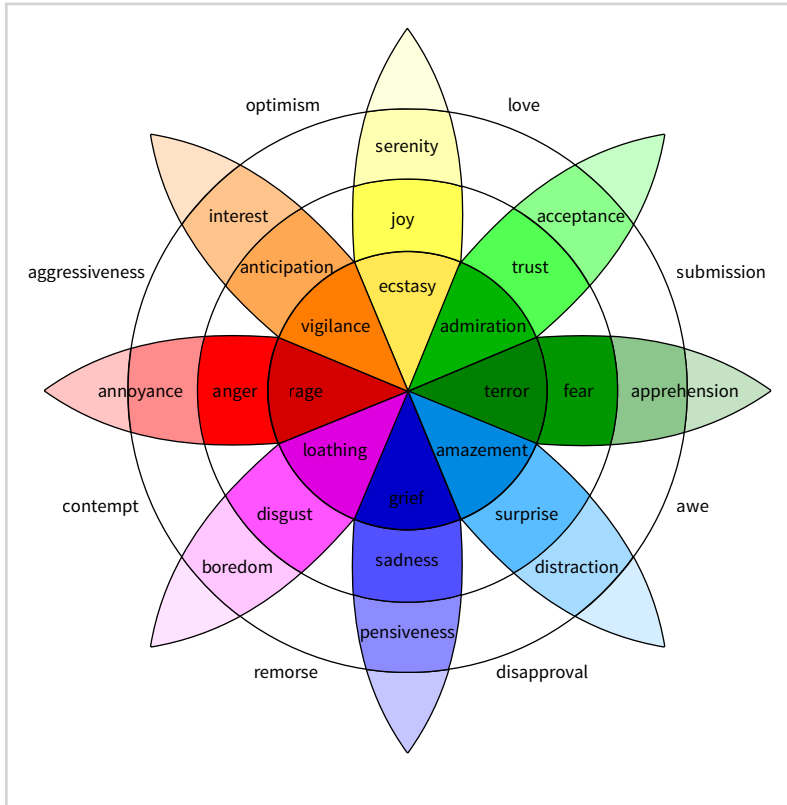 optimism
love
serenity
interest
joy
acceptance
aggressiveness
anticipation
trust
submission
ecstasy
vigilance
admiration
annoyance
anger
rage
terror
fear
apprehension
loathing
amazement
contempt
grief
awe
disgust
surprise
boredom
sadness
distraction
pensiveness
remorse
disapproval